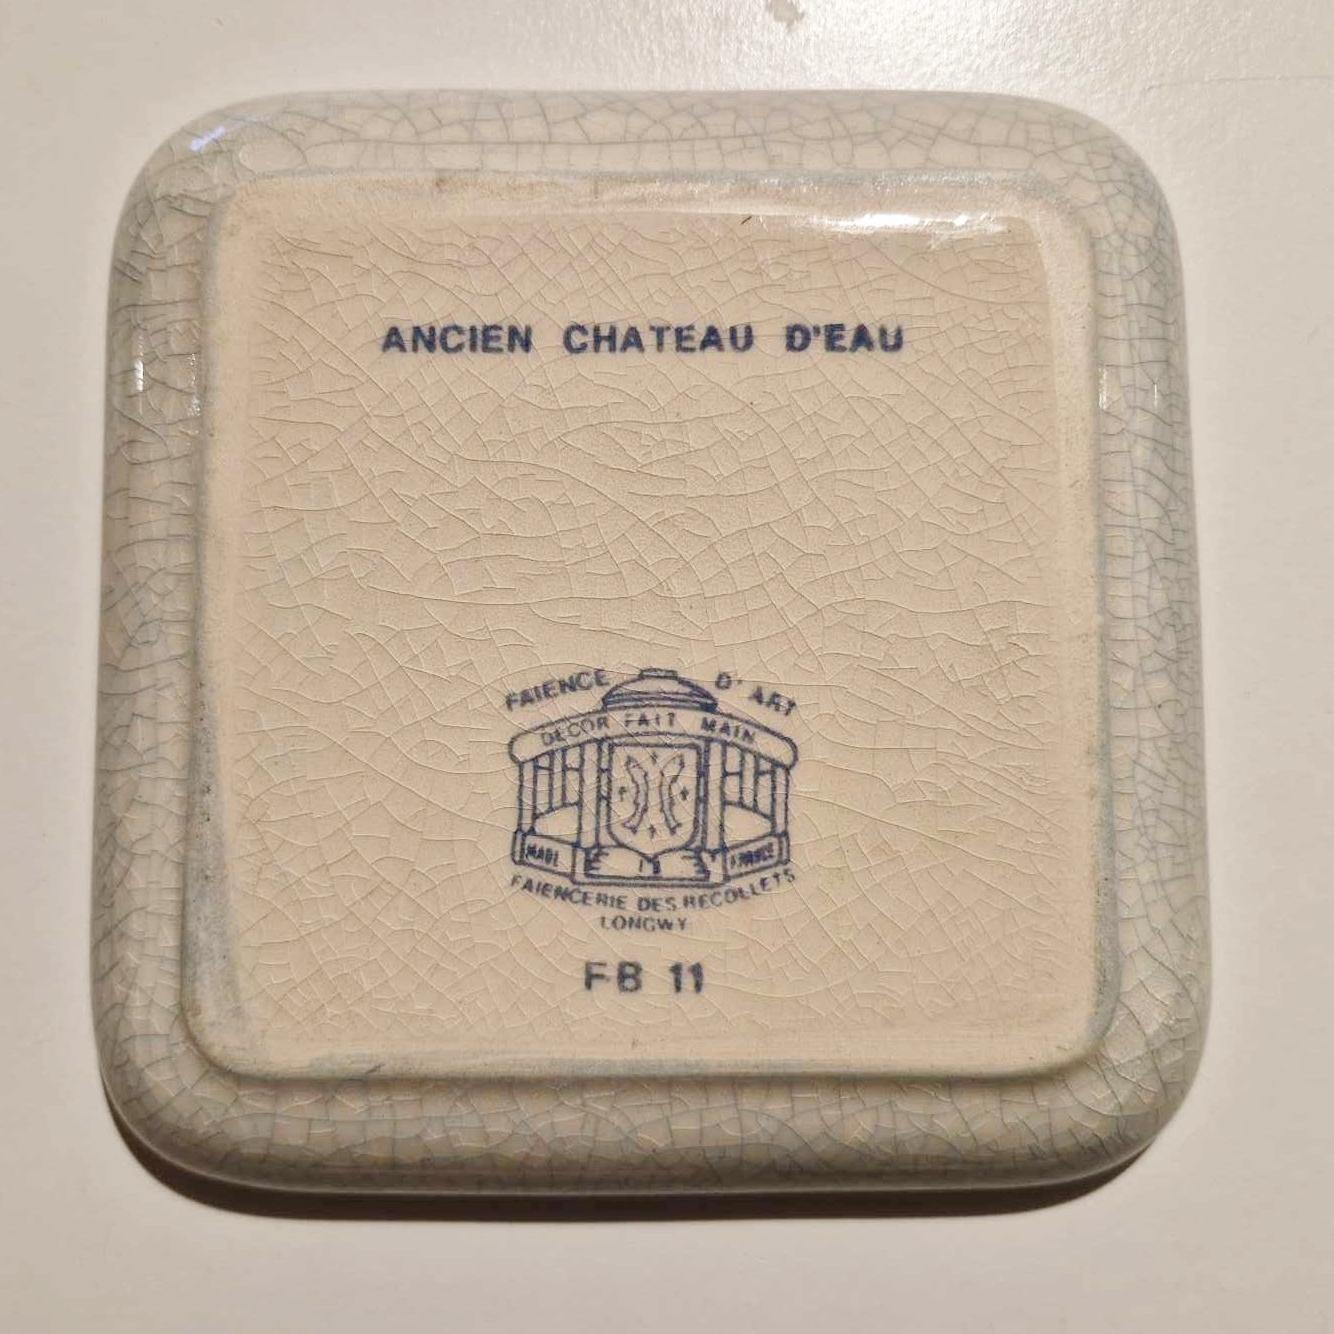 ANCIEN CHATEAU D'EAU
FAIENCE D'ART
DECOR FAIT MAIN
MADE FRANCE
FAIENCERIE DES RECOLLETS
LONGWY
FB 11